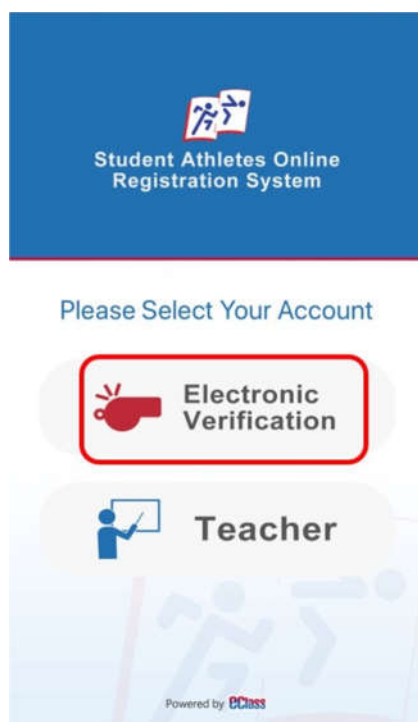 Student Athletes Online
Registration System
Please Select Your Account
Electronic
Verification
Teacher
Powered by eClass